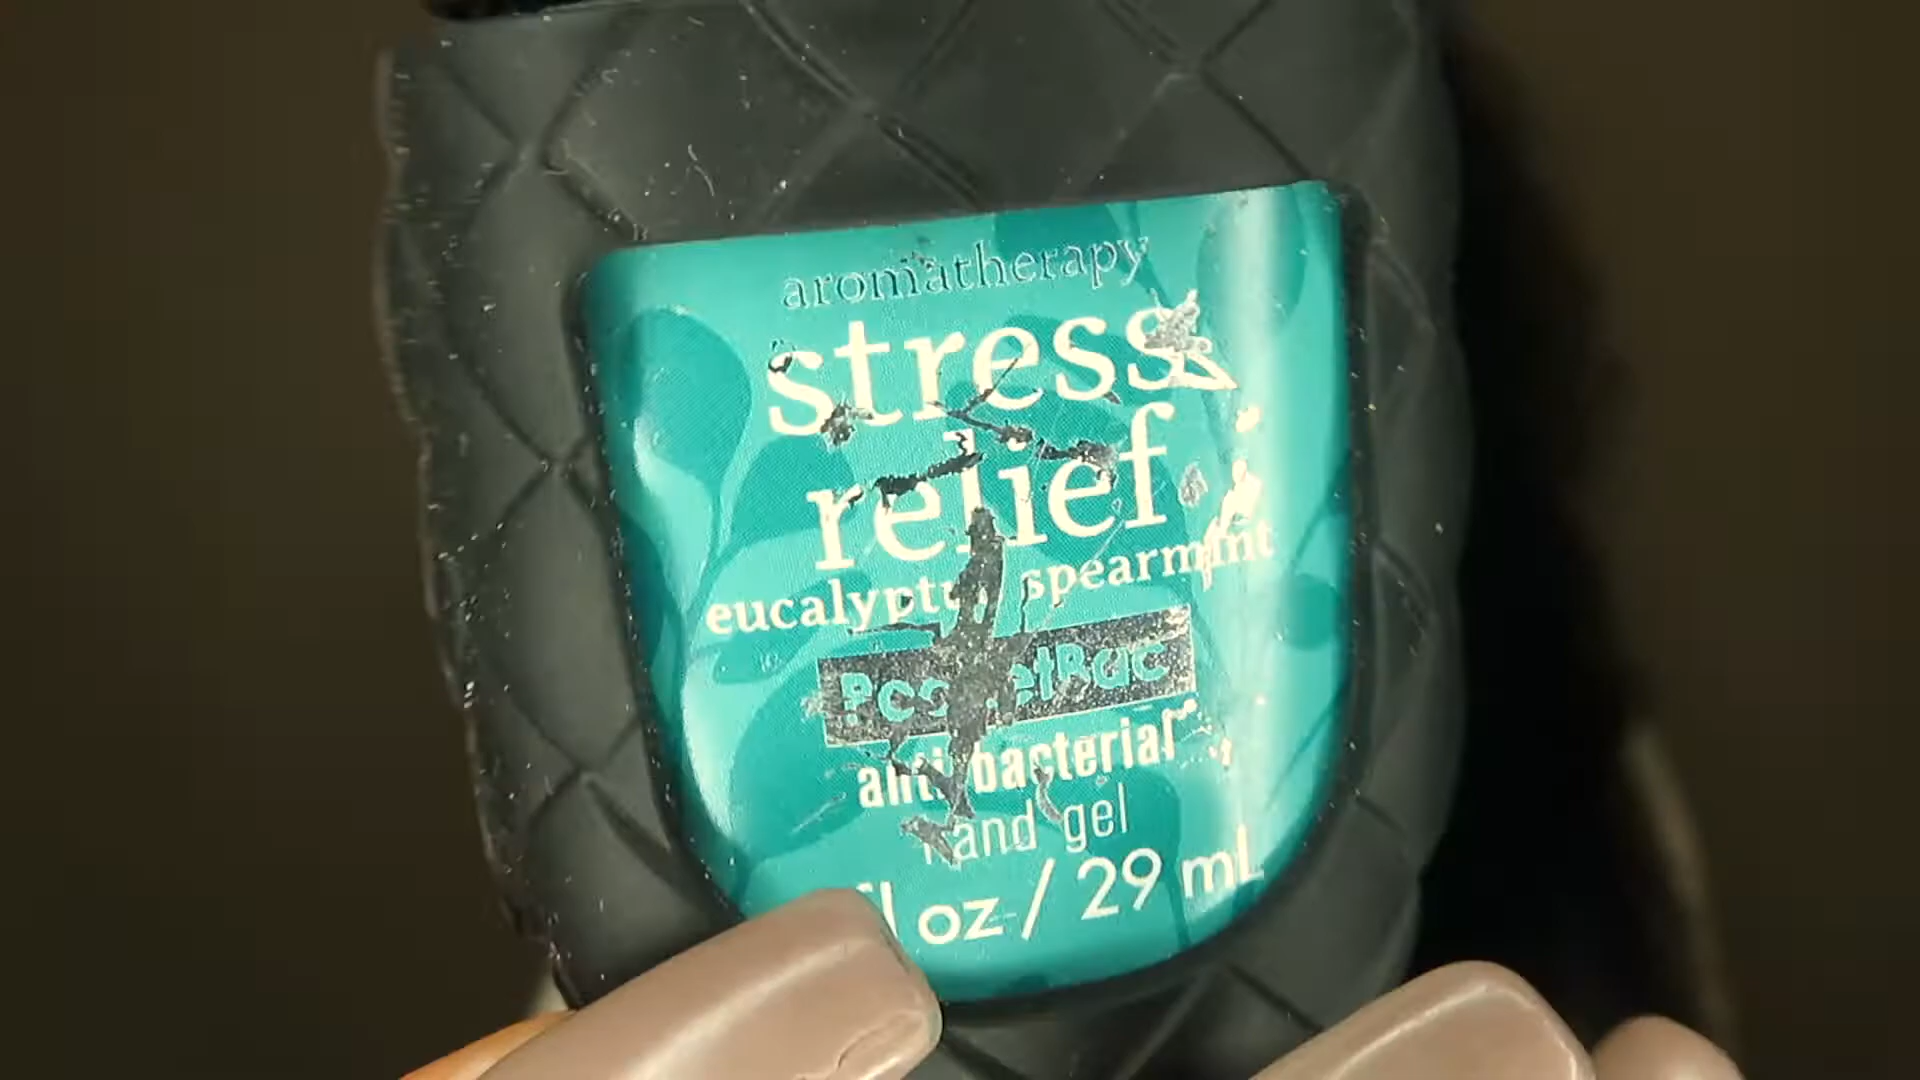 aromatherapy
stress
relief
eucalyptus spearmint
PocketBac
anti-bacterial
hand gel
fl oz / 29 mL